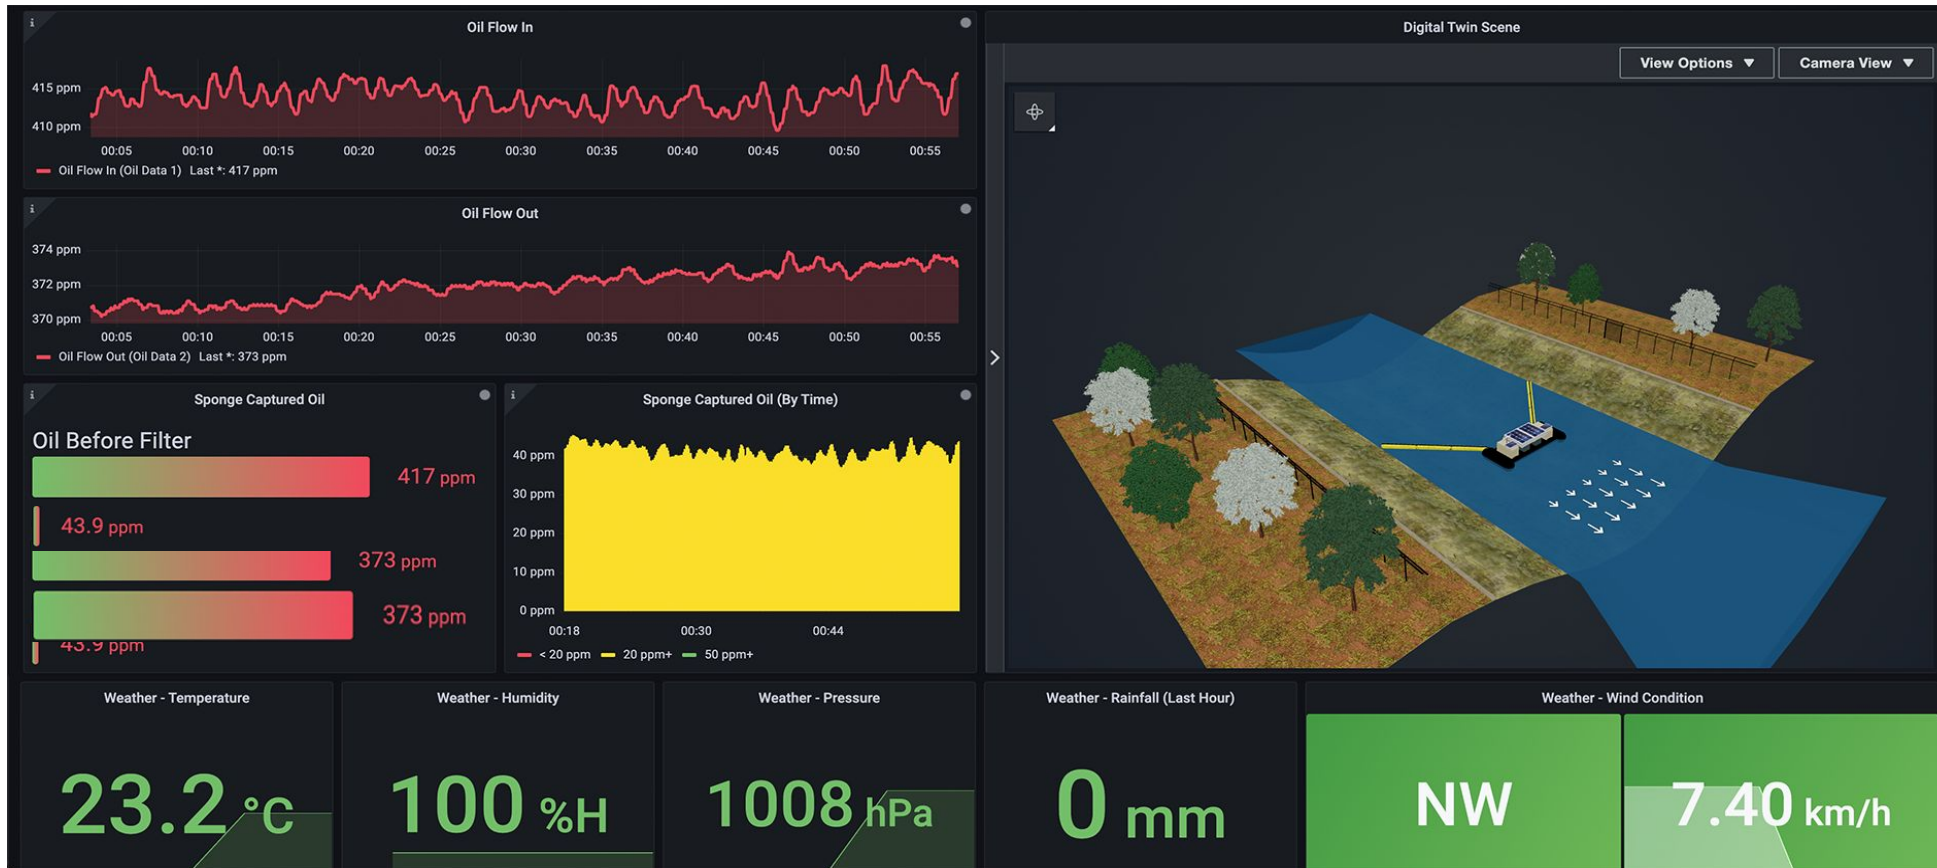 Oil Flow In
415 ppm
410 ppm
00:05 00:10 00:15 00:20 00:25 00:30 00:35 00:40 00:45 00:50 00:55
Oil Flow In (Oil Data 1) Last *: 417 ppm
Oil Flow Out
374 ppm
372 ppm
370 ppm
00:05 00:10 00:15 00:20 00:25 00:30 00:35 00:40 00:45 00:50 00:55
Oil Flow Out (Oil Data 2) Last *: 373 ppm
Sponge Captured Oil
Oil Before Filter
417 ppm
43.9 ppm
373 ppm
373 ppm
43.9 ppm
Sponge Captured Oil (By Time)
40 ppm
30 ppm
20 ppm
10 ppm
0 ppm
00:18 00:30 00:44
< 20 ppm 20 ppm+ 50 ppm+
Digital Twin Scene
View Options
Camera View
Weather - Temperature
23.2 °C
Weather - Humidity
100 %H
Weather - Pressure
1008 hPa
Weather - Rainfall (Last Hour)
0 mm
Weather - Wind Condition
NW
7.40 km/h